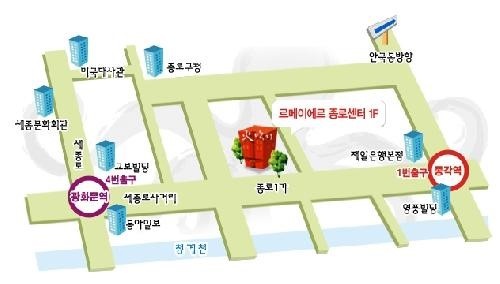 안국동방향
미국대사관
종로구청
르메이에르 종로센터 1F
세종문화회관
세종로
교보빌딩
4번출구
광화문역
세종로사거리
종로1가
제일은행본점
1번출구
종각역
동아일보
영풍빌딩
청계천